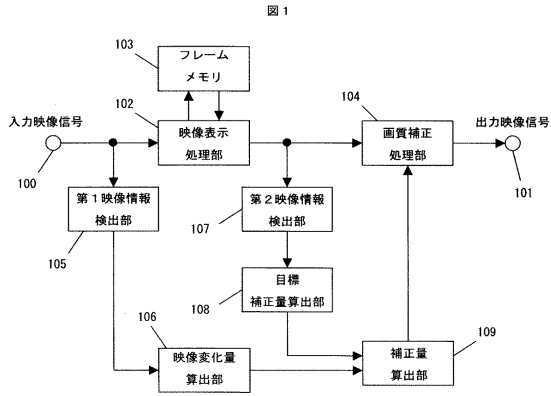 図１
103
フレーム
メモリ
102
104
入力映像信号
映像表示
処理部
画質補正
処理部
出力映像信号
100
101
第１映像情報
検出部
105
第２映像情報
検出部
107
目標
補正量算出部
108
106
映像変化量
算出部
補正量
算出部
109